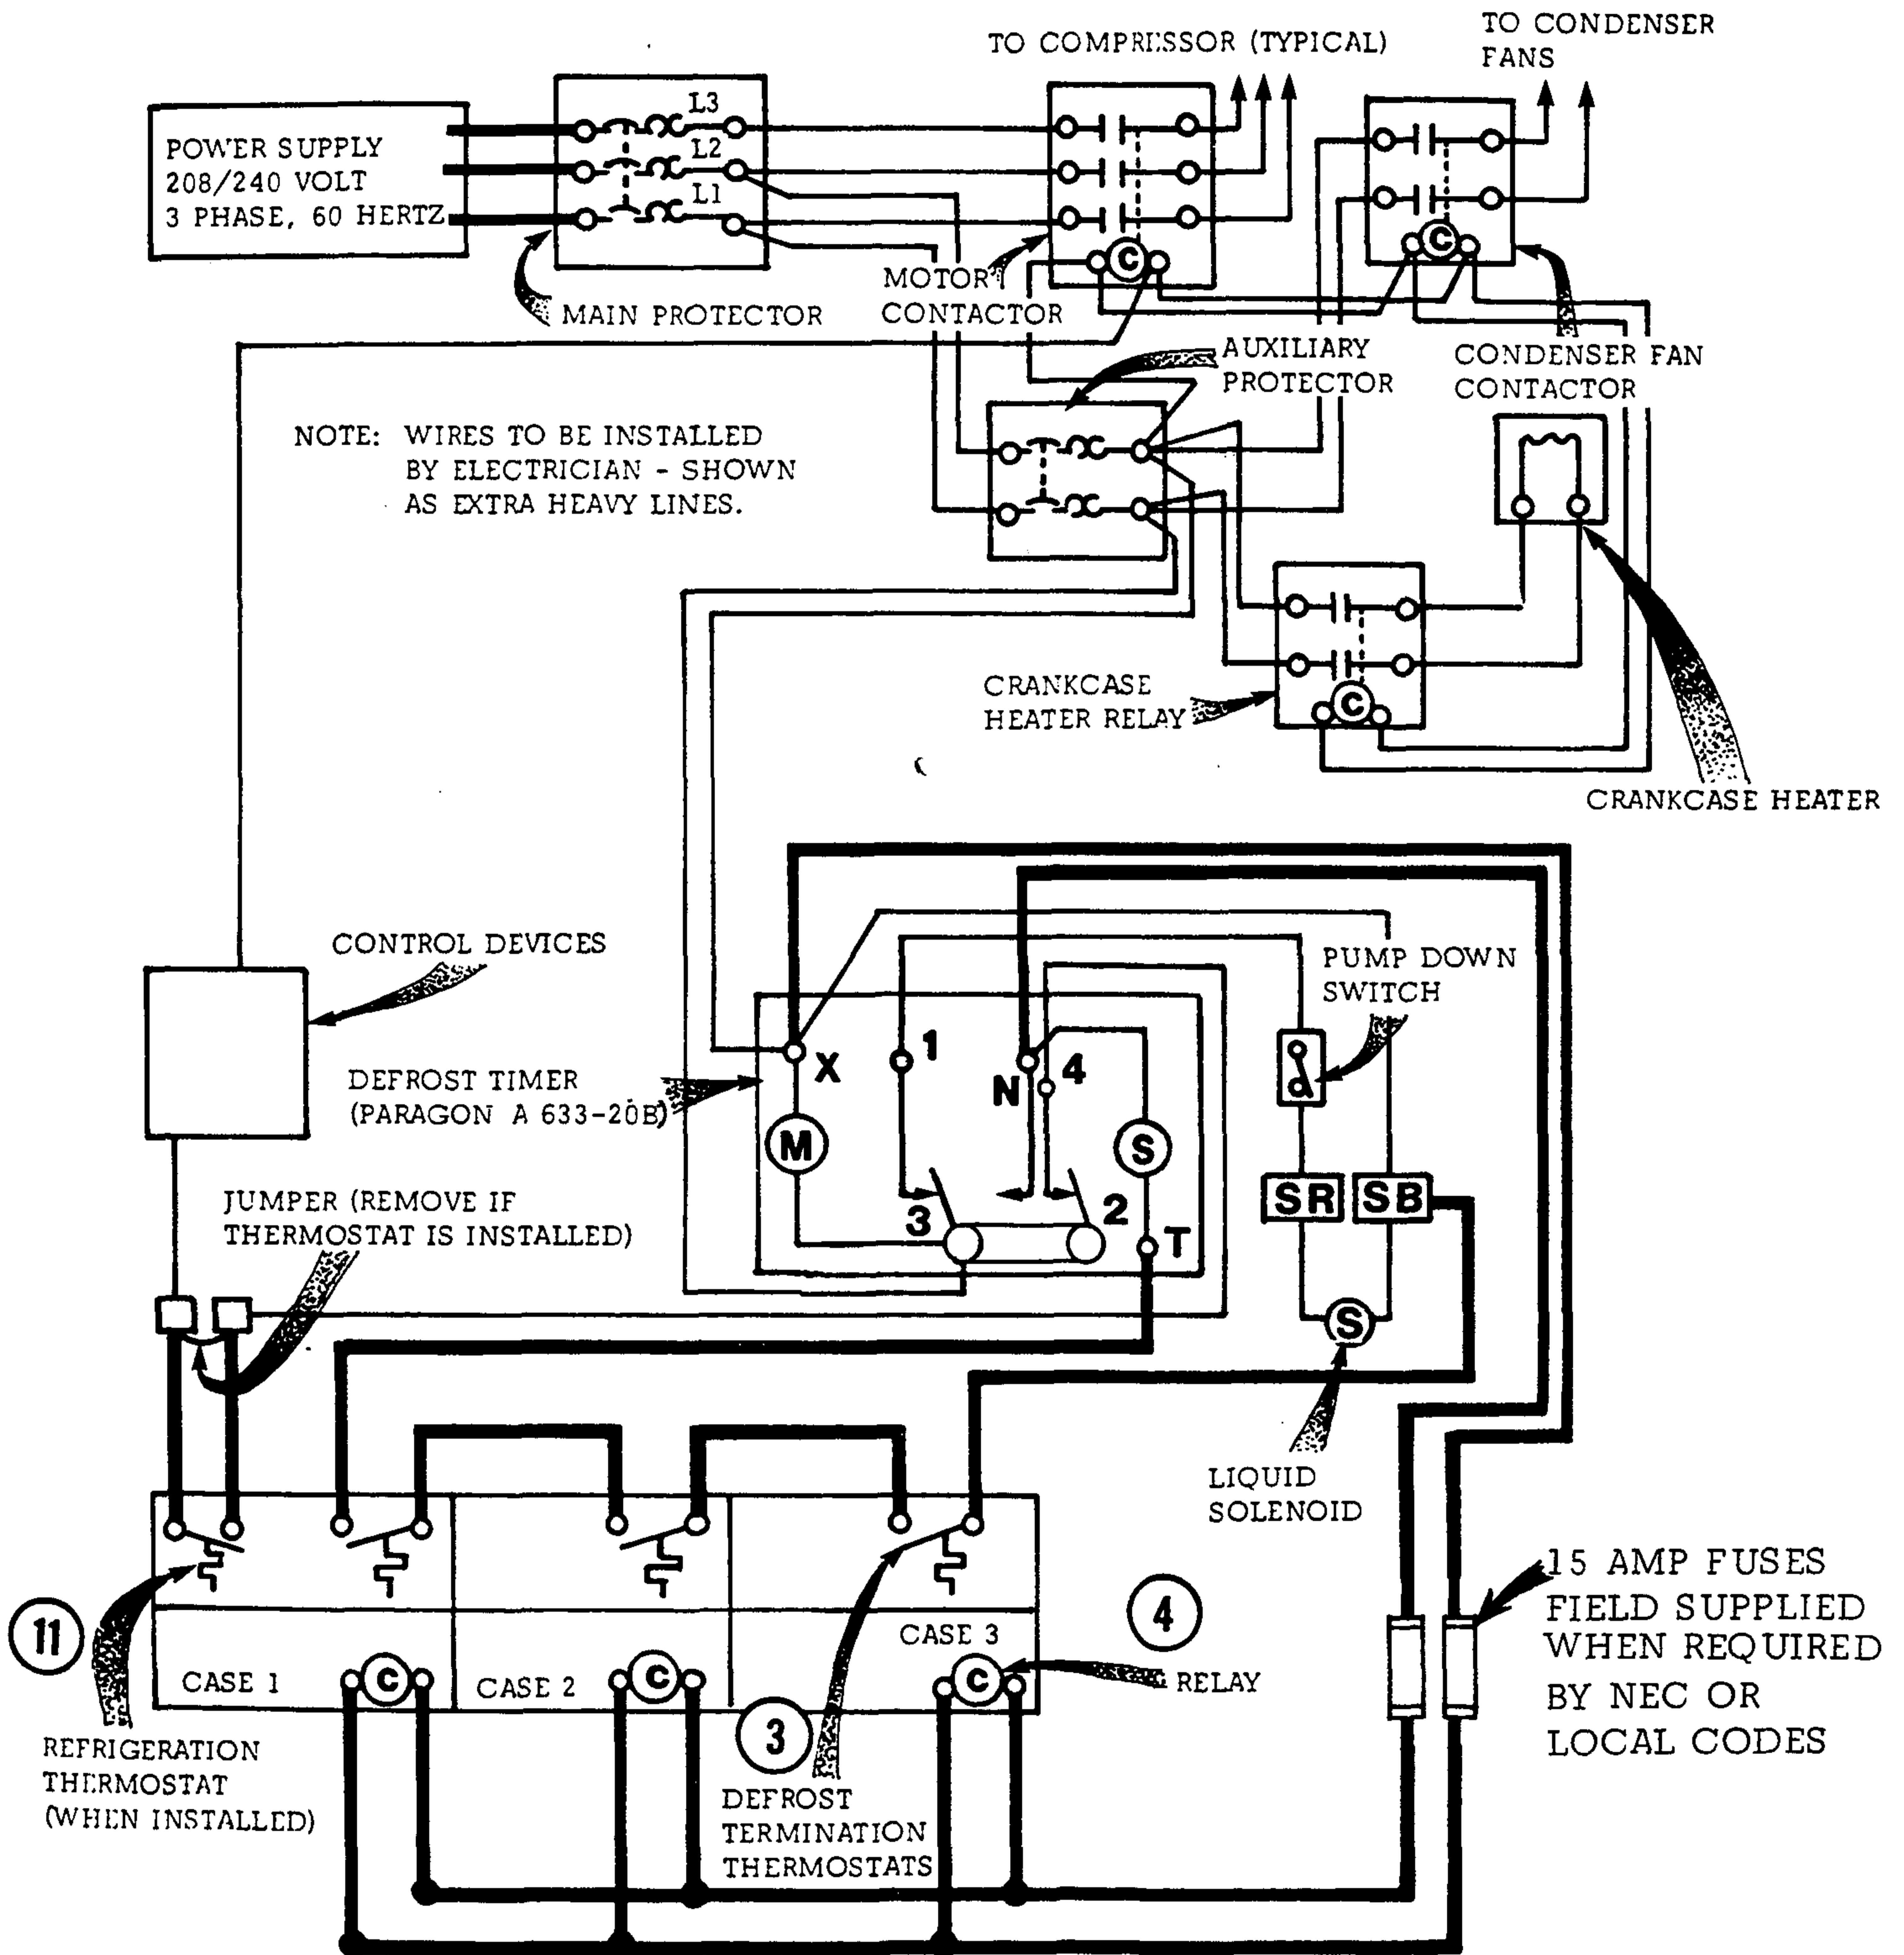 TO COMPRESSOR (TYPICAL)
TO CONDENSER
FANS
POWER SUPPLY
208/240 VOLT
3 PHASE, 60 HERTZ
L3
L2
L1
MAIN PROTECTOR
MOTOR
CONTACTOR
C
C
AUXILIARY
PROTECTOR
CONDENSER FAN
CONTACTOR
NOTE: WIRES TO BE INSTALLED
BY ELECTRICIAN - SHOWN
AS EXTRA HEAVY LINES.
CRANKCASE
HEATER RELAY
C
CRANKCASE HEATER
CONTROL DEVICES
PUMP DOWN
SWITCH
DEFROST TIMER
(PARAGON A 633-20B)
X
1
N
4
M
S
3
2
T
SR
SB
JUMPER (REMOVE IF
THERMOSTAT IS INSTALLED)
S
LIQUID
SOLENOID
15 AMP FUSES
FIELD SUPPLIED
WHEN REQUIRED
BY NEC OR
LOCAL CODES
11
4
CASE 1
C
CASE 2
C
CASE 3
C
RELAY
3
REFRIGERATION
THERMOSTAT
(WHEN INSTALLED)
DEFROST
TERMINATION
THERMOSTATS